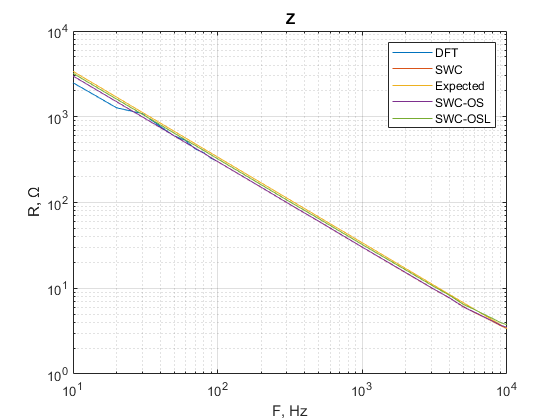 Z
10^4
10^3
10^2
10^1
10^0
R, Ω
DFT
SWC
Expected
SWC-OS
SWC-OSL
10^1
10^2
10^3
10^4
F, Hz